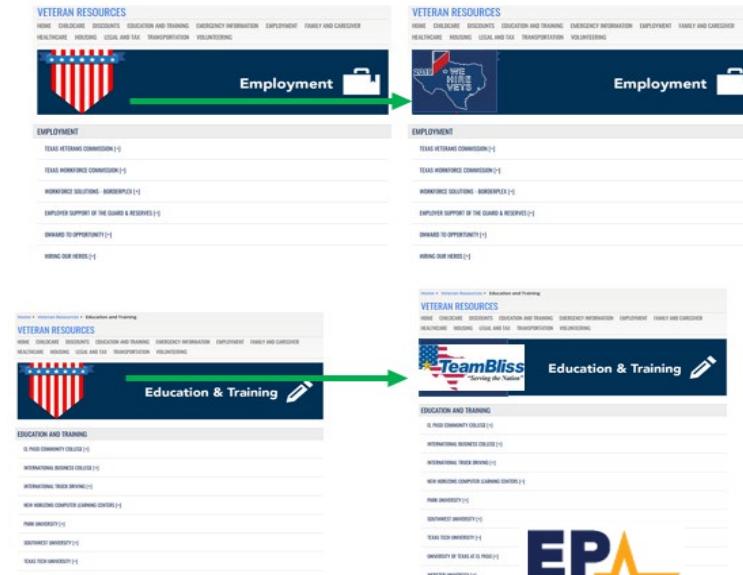 VETERAN RESOURCES
HOME CHILDCARE DISCOUNTS EDUCATION AND TRAINING EMERGENCY INFORMATION EMPLOYMENT FAMILY AND CAREGIVER
HEALTHCARE HOUSING LEGAL AND TAX TRANSPORTATION VOLUNTEERING
Employment
EMPLOYMENT
TEXAS VETERANS COMMISSION [+]
TEXAS WORKFORCE COMMISSION [+]
WORKFORCE SOLUTIONS - BORDERPLEX [+]
EMPLOYER SUPPORT OF THE GUARD & RESERVES [+]
ONWARD TO OPPORTUNITY [+]
HIRING OUR HEROS [+]
VETERAN RESOURCES
HOME CHILDCARE DISCOUNTS EDUCATION AND TRAINING EMERGENCY INFORMATION EMPLOYMENT FAMILY AND CAREGIVER
HEALTHCARE HOUSING LEGAL AND TAX TRANSPORTATION VOLUNTEERING
2019
WE
HIRE
VETS
Employment
EMPLOYMENT
TEXAS VETERANS COMMISSION [+]
TEXAS WORKFORCE COMMISSION [+]
WORKFORCE SOLUTIONS - BORDERPLEX [+]
EMPLOYER SUPPORT OF THE GUARD & RESERVES [+]
ONWARD TO OPPORTUNITY [+]
HIRING OUR HEROS [+]
Home > Veteran Resources > Education and Training
VETERAN RESOURCES
HOME CHILDCARE DISCOUNTS EDUCATION AND TRAINING EMERGENCY INFORMATION EMPLOYMENT FAMILY AND CAREGIVER
HEALTHCARE HOUSING LEGAL AND TAX TRANSPORTATION VOLUNTEERING
Education & Training
EDUCATION AND TRAINING
EL PASO COMMUNITY COLLEGE [+]
INTERNATIONAL BUSINESS COLLEGE [+]
INTERNATIONAL TRUCK DRIVING [+]
NEW HORIZONS COMPUTER LEARNING CENTERS [+]
PARK UNIVERSITY [+]
SOUTHWEST UNIVERSITY [+]
TEXAS TECH UNIVERSITY [+]
Home > Veteran Resources > Education and Training
VETERAN RESOURCES
HOME CHILDCARE DISCOUNTS EDUCATION AND TRAINING EMERGENCY INFORMATION EMPLOYMENT FAMILY AND CAREGIVER
HEALTHCARE HOUSING LEGAL AND TAX TRANSPORTATION VOLUNTEERING
TeamBliss
"Serving the Nation"
Education & Training
EDUCATION AND TRAINING
EL PASO COMMUNITY COLLEGE [+]
INTERNATIONAL BUSINESS COLLEGE [+]
INTERNATIONAL TRUCK DRIVING [+]
NEW HORIZONS COMPUTER LEARNING CENTERS [+]
PARK UNIVERSITY [+]
SOUTHWEST UNIVERSITY [+]
TEXAS TECH UNIVERSITY [+]
UNIVERSITY OF TEXAS AT EL PASO [+]
WEBSTER UNIVERSITY [+]
EPA